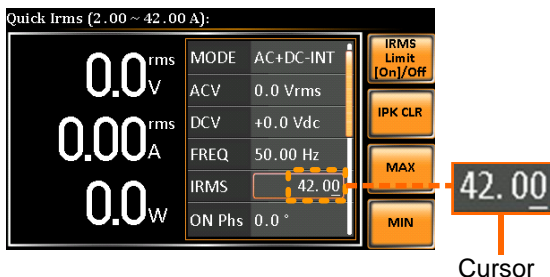 Quick Irms (2.00 ~ 42.00 A):
0.0 rms V
0.00 rms A
0.0 W
MODE AC+DC-INT
ACV 0.0 Vrms
DCV +0.0 Vdc
FREQ 50.00 Hz
IRMS 42.00
ON Phs 0.0 °
IRMS
Limit
[On]/Off
IPK CLR
MAX
MIN
42.00
Cursor